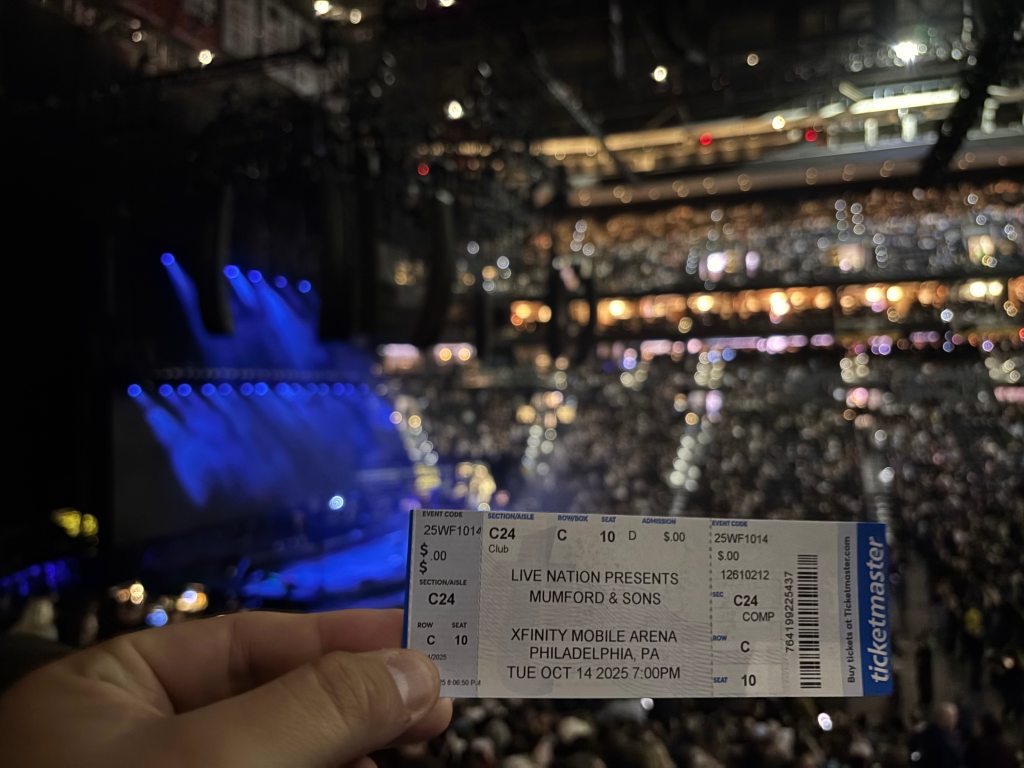 EVENT CODE
25WF1014
$ .00
$
SECTION/AISLE
C24
ROW SEAT
C 10
SECTION/AISLE ROW/BOX SEAT ADMISSION
C24 C 10 D $.00
Club
LIVE NATION PRESENTS
MUMFORD & SONS
XFINITY MOBILE ARENA
PHILADELPHIA, PA
TUE OCT 14 2025 7:00PM
EVENT CODE
25WF1014
$.00
12610212
SEC C24
COMP
ROW C
SEAT 10
764199225437
Buy tickets at Ticketmaster.com
ticketmaster